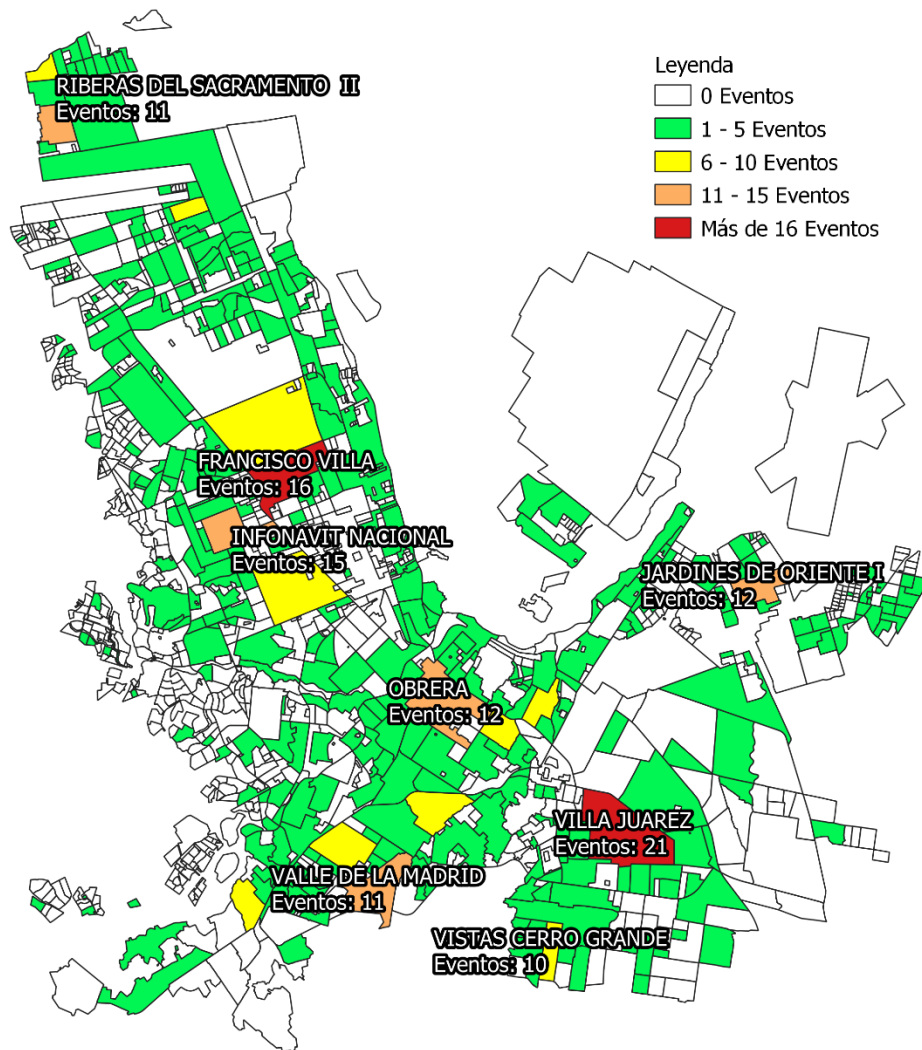 RIBERAS DEL SACRAMENTO II
Eventos: 11
Leyenda
0 Eventos
1 - 5 Eventos
6 - 10 Eventos
11 - 15 Eventos
Más de 16 Eventos
FRANCISCO VILLA
Eventos: 16
INFONAVIT NACIONAL
Eventos: 15
JARDINES DE ORIENTE I
Eventos: 12
OBRERA
Eventos: 12
VILLA JUAREZ
Eventos: 21
VALLE DE LA MADRID
Eventos: 11
VISTAS CERRO GRANDE
Eventos: 10